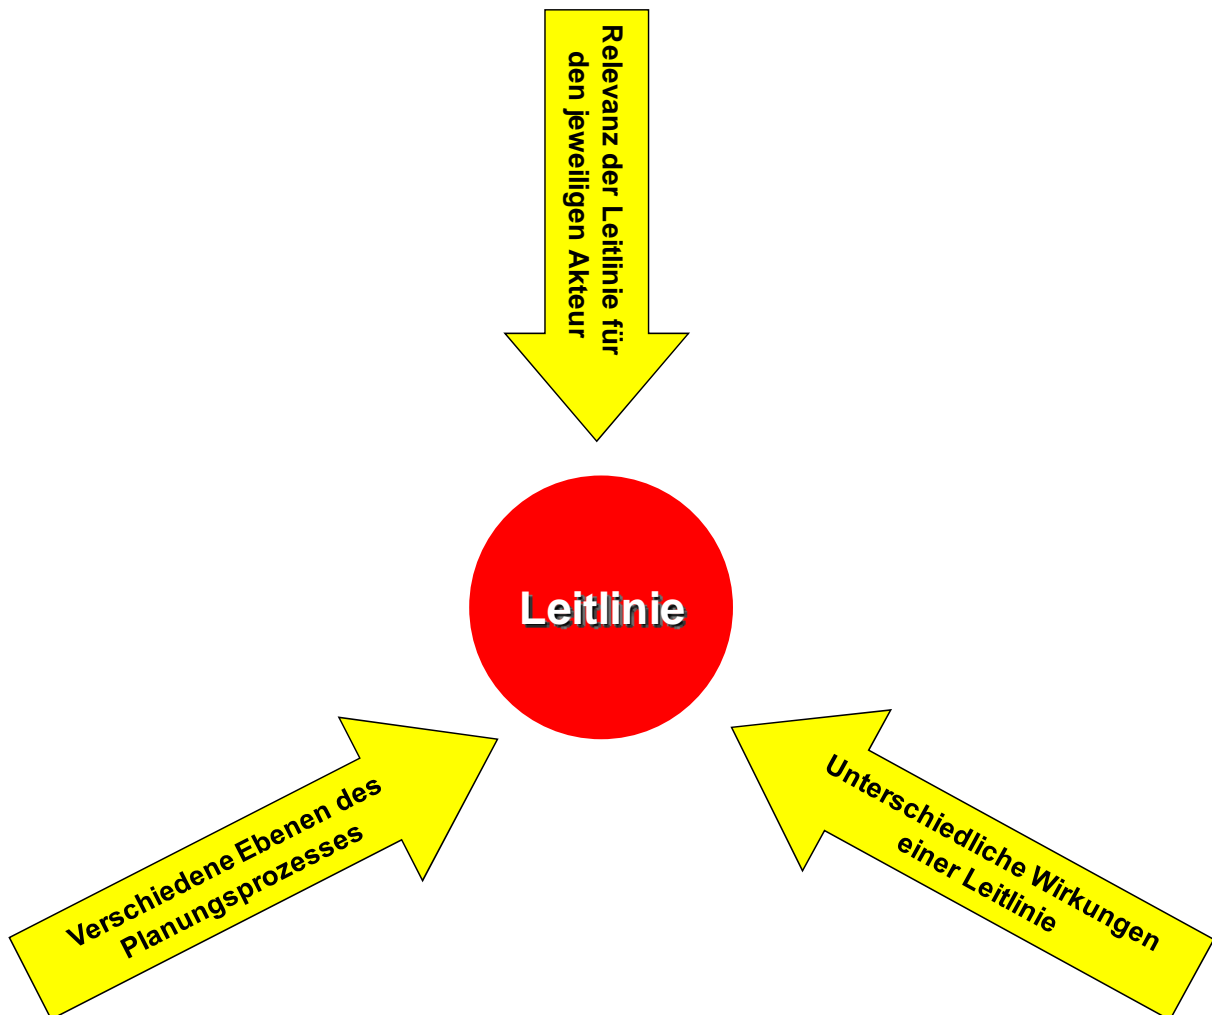 Relevanz der Leitlinie für
den jeweiligen Akteur
Leitlinie
Verschiedene Ebenen des
Planungsprozesses
Unterschiedliche Wirkungen
einer Leitlinie